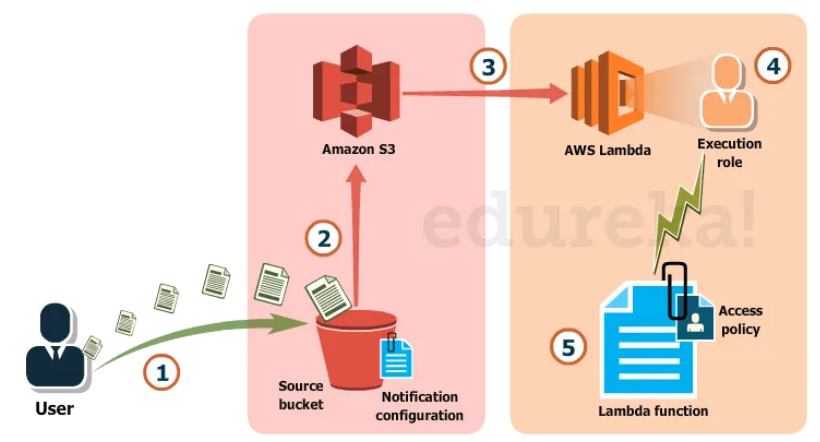 1
User
2
Amazon S3
Source
bucket
Notification
configuration
3
AWS Lambda
4
Execution
role
edureka!
5
Access
policy
Lambda function